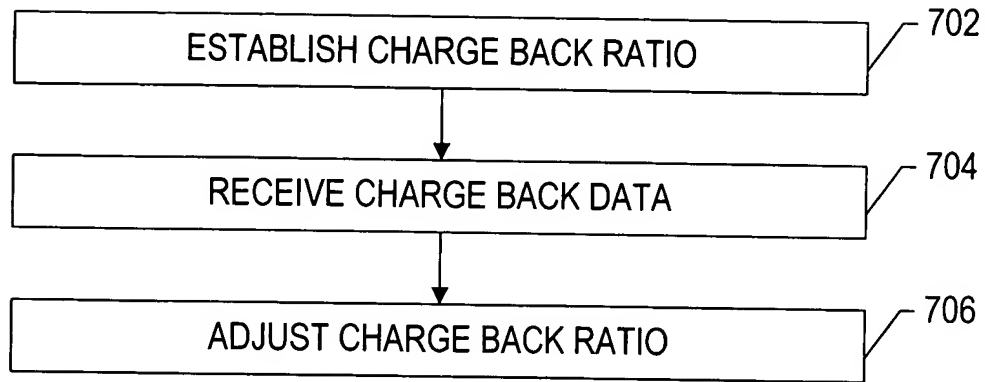 ESTABLISH CHARGE BACK RATIO
702
RECEIVE CHARGE BACK DATA
704
ADJUST CHARGE BACK RATIO
706